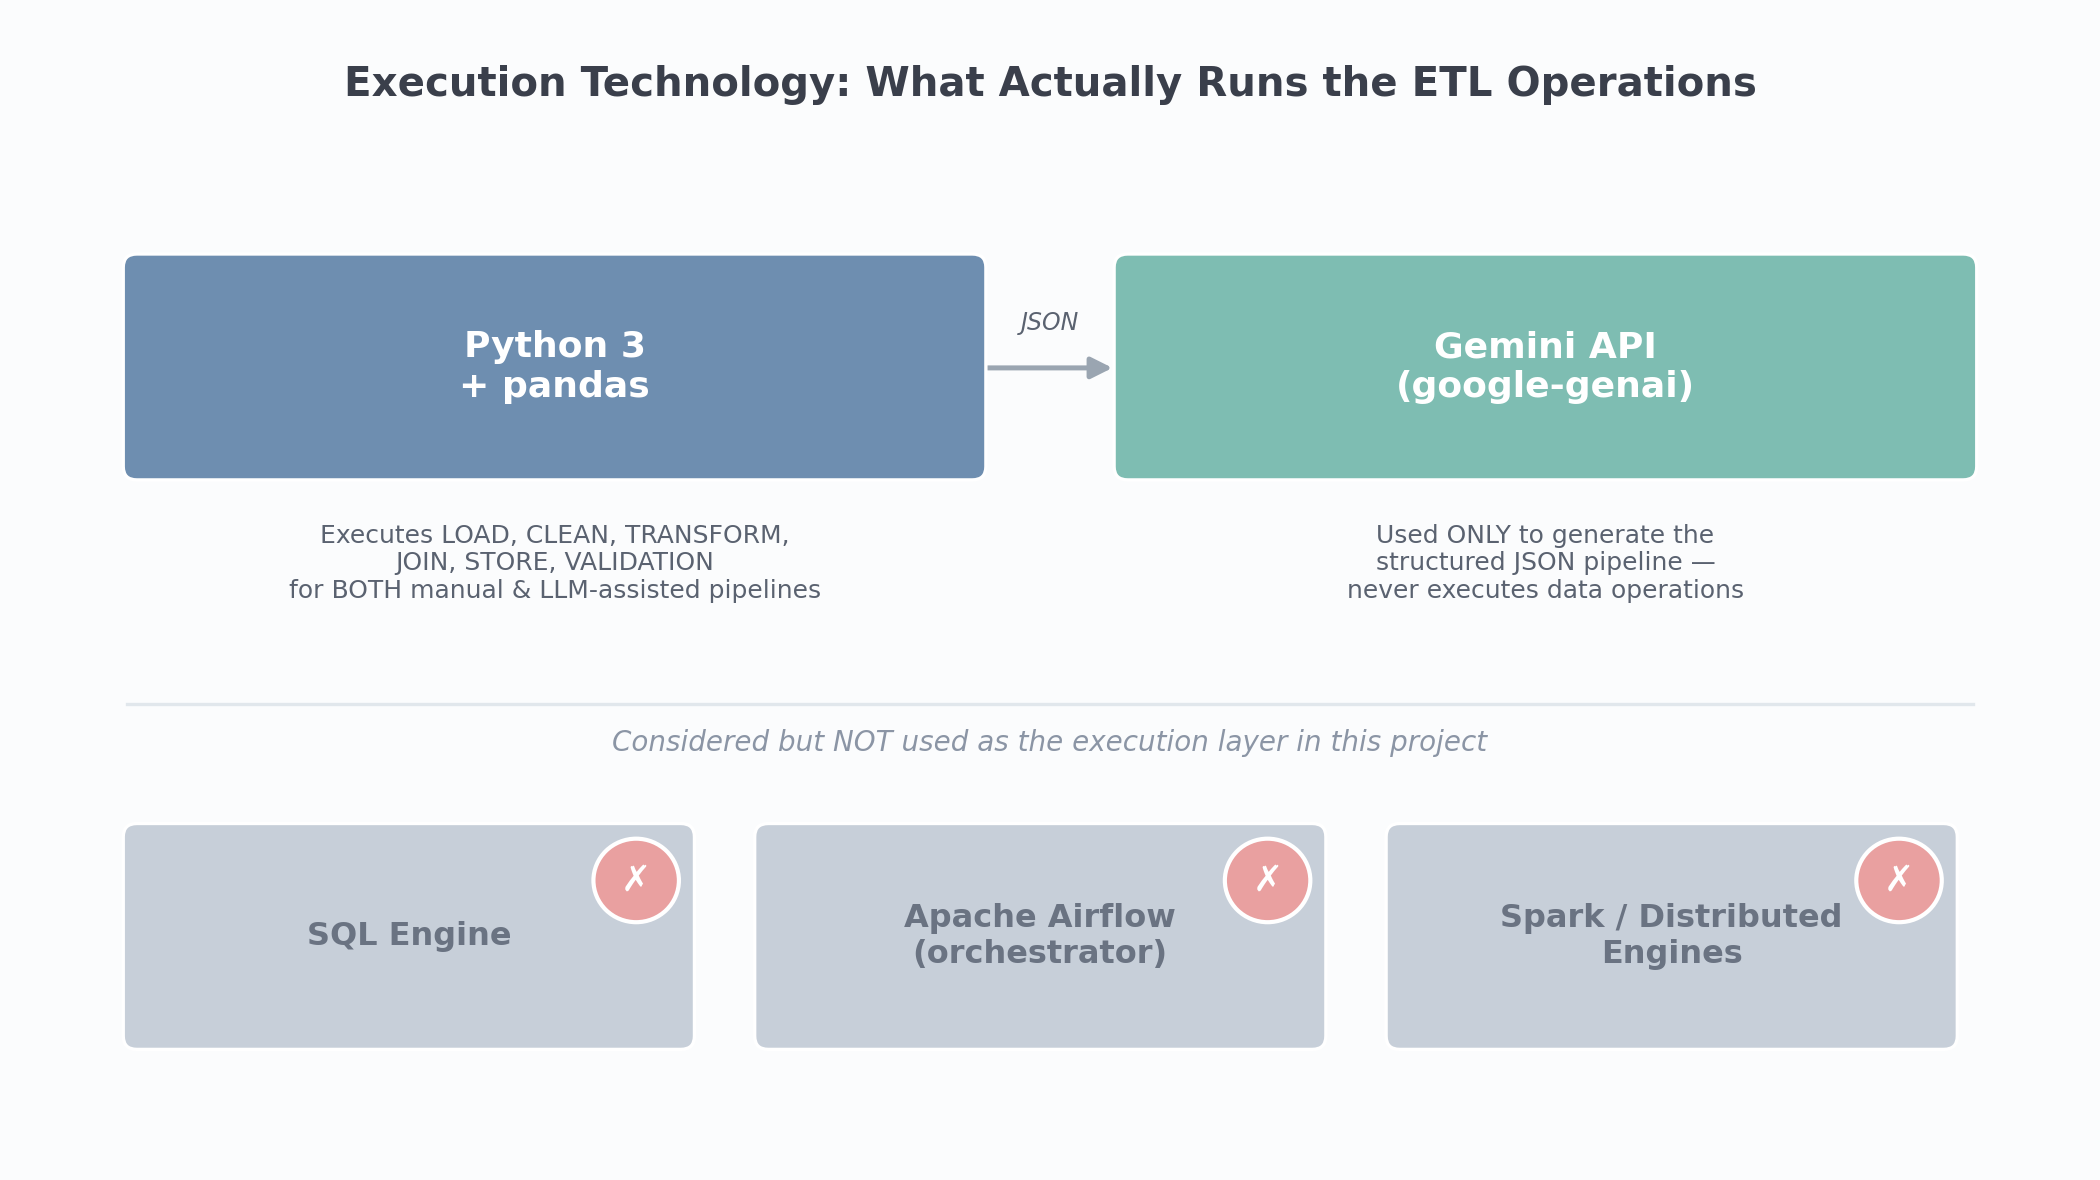 Execution Technology: What Actually Runs the ETL Operations
Python 3
+ pandas
JSON
Gemini API
(google-genai)
Executes LOAD, CLEAN, TRANSFORM,
JOIN, STORE, VALIDATION
for BOTH manual & LLM-assisted pipelines
Used ONLY to generate the
structured JSON pipeline —
never executes data operations
Considered but NOT used as the execution layer in this project
SQL Engine
✗
Apache Airflow
(orchestrator)
✗
Spark / Distributed
Engines
✗